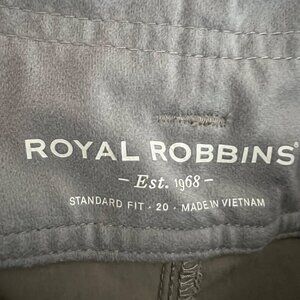 ROYAL ROBBINS®
– Est. 1968 –
STANDARD FIT · 20 · MADE IN VIETNAM